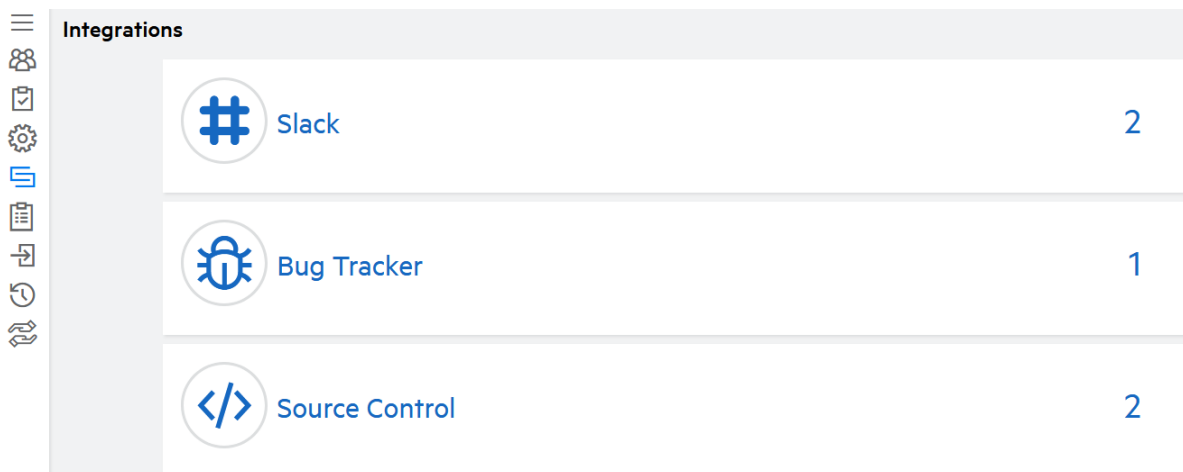 Integrations
Slack 2
Bug Tracker 1
Source Control 2